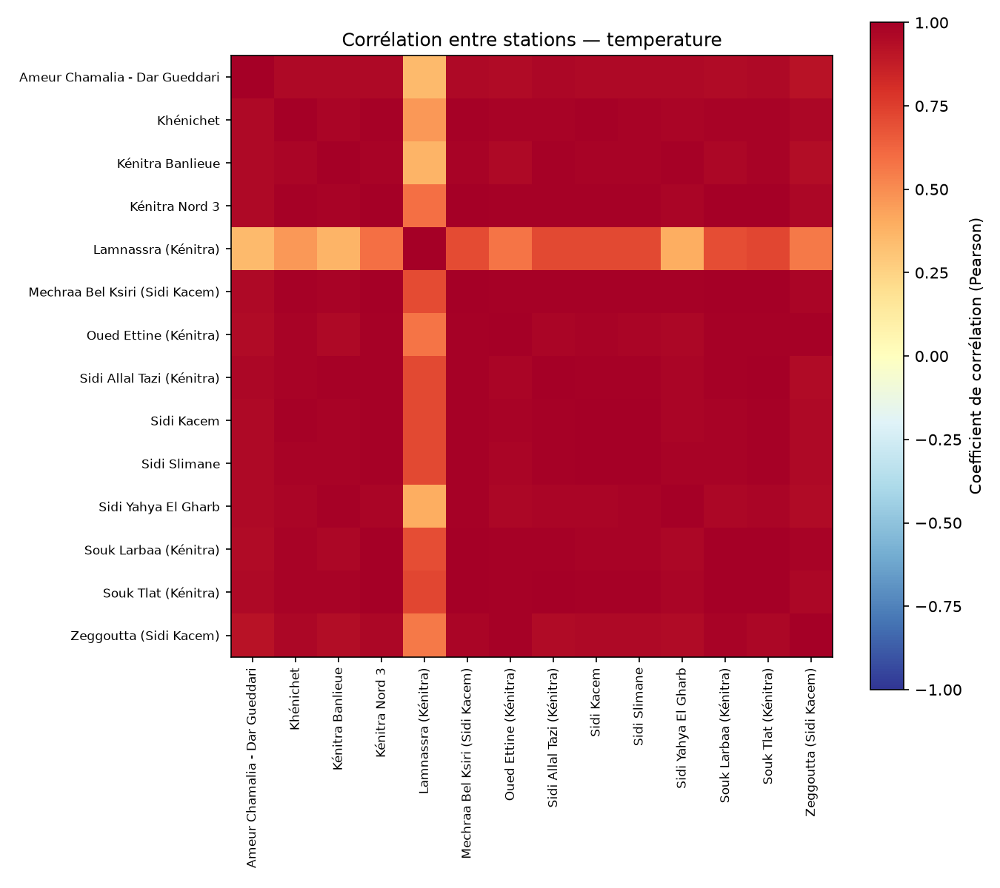 Corrélation entre stations — temperature
Ameur Chamalia - Dar Gueddari
Khénichet
Kénitra Banlieue
Kénitra Nord 3
Lamnassra (Kénitra)
Mechraa Bel Ksiri (Sidi Kacem)
Oued Ettine (Kénitra)
Sidi Allal Tazi (Kénitra)
Sidi Kacem
Sidi Slimane
Sidi Yahya El Gharb
Souk Larbaa (Kénitra)
Souk Tlat (Kénitra)
Zeggoutta (Sidi Kacem)
Ameur Chamalia - Dar Gueddari
Khénichet
Kénitra Banlieue
Kénitra Nord 3
Lamnassra (Kénitra)
Mechraa Bel Ksiri (Sidi Kacem)
Oued Ettine (Kénitra)
Sidi Allal Tazi (Kénitra)
Sidi Kacem
Sidi Slimane
Sidi Yahya El Gharb
Souk Larbaa (Kénitra)
Souk Tlat (Kénitra)
Zeggoutta (Sidi Kacem)
1.00
0.75
0.50
0.25
0.00
−0.25
−0.50
−0.75
−1.00
Coefficient de corrélation (Pearson)